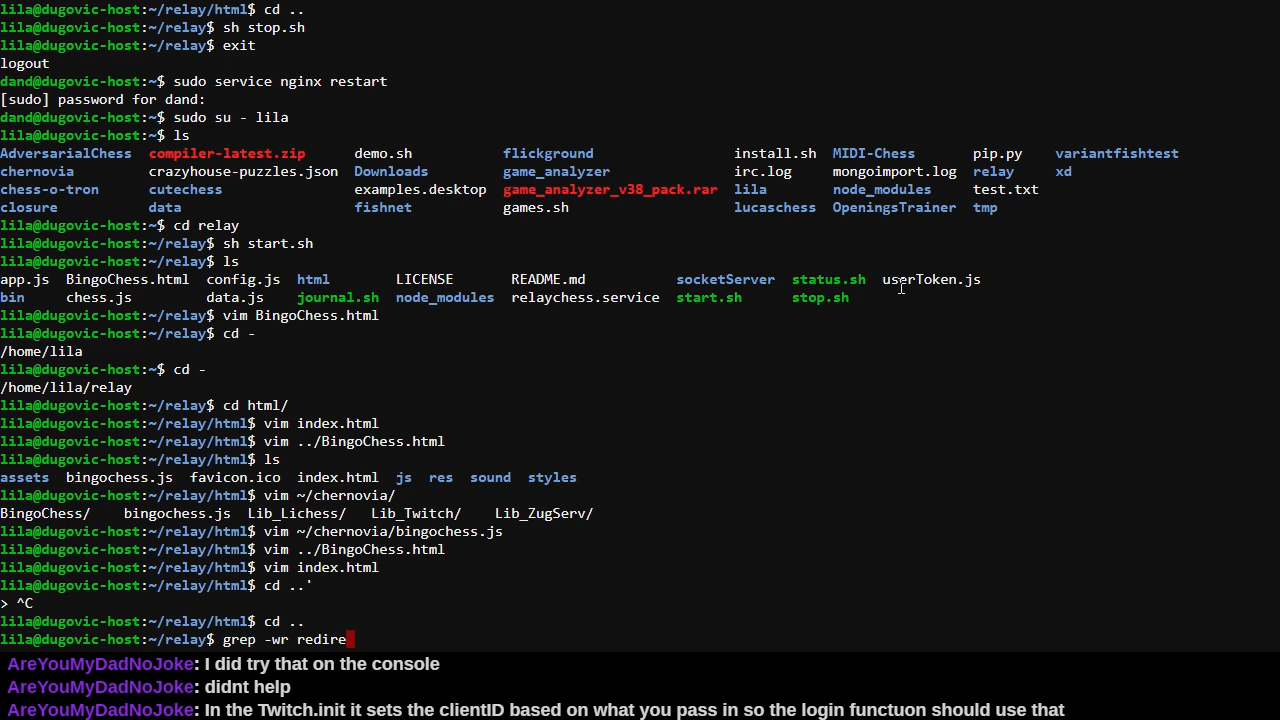 lila@dugovic-host:~/relay/html$ cd ..
lila@dugovic-host:~/relay$ sh stop.sh
lila@dugovic-host:~/relay$ exit
logout
dand@dugovic-host:~$ sudo service nginx restart
[sudo] password for dand:
dand@dugovic-host:~$ sudo su - lila
lila@dugovic-host:~$ ls
AdversarialChess compiler-latest.zip demo.sh flickground install.sh MIDI-Chess pip.py variantfishtest
chernovia crazyhouse-puzzles.json Downloads game_analyzer irc.log mongoimport.log relay xd
chess-o-tron cutechess examples.desktop game_analyzer_v38_pack.rar lila node_modules test.txt
closure data fishnet games.sh lucaschess OpeningsTrainer tmp
lila@dugovic-host:~$ cd relay
lila@dugovic-host:~/relay$ sh start.sh
lila@dugovic-host:~/relay$ ls
app.js BingoChess.html config.js html LICENSE README.md socketServer status.sh userToken.js
bin chess.js data.js journal.sh node_modules relaychess.service start.sh stop.sh
lila@dugovic-host:~/relay$ vim BingoChess.html
lila@dugovic-host:~/relay$ cd -
/home/lila
lila@dugovic-host:~$ cd -
/home/lila/relay
lila@dugovic-host:~/relay$ cd html/
lila@dugovic-host:~/relay/html$ vim index.html
lila@dugovic-host:~/relay/html$ vim ../BingoChess.html
lila@dugovic-host:~/relay/html$ ls
assets bingochess.js favicon.ico index.html js res sound styles
lila@dugovic-host:~/relay/html$ vim ~/chernovia/
BingoChess/ bingochess.js Lib_Lichess/ Lib_Twitch/ Lib_ZugServ/
lila@dugovic-host:~/relay/html$ vim ~/chernovia/bingochess.js
lila@dugovic-host:~/relay/html$ vim ../BingoChess.html
lila@dugovic-host:~/relay/html$ vim index.html
lila@dugovic-host:~/relay/html$ cd ..'
> ^C
lila@dugovic-host:~/relay/html$ cd ..
lila@dugovic-host:~/relay$ grep -wr redire
AreYouMyDadNoJoke: I did try that on the console
AreYouMyDadNoJoke: didnt help
AreYouMyDadNoJoke: In the Twitch.init it sets the clientID based on what you pass in so the login functuon should use that